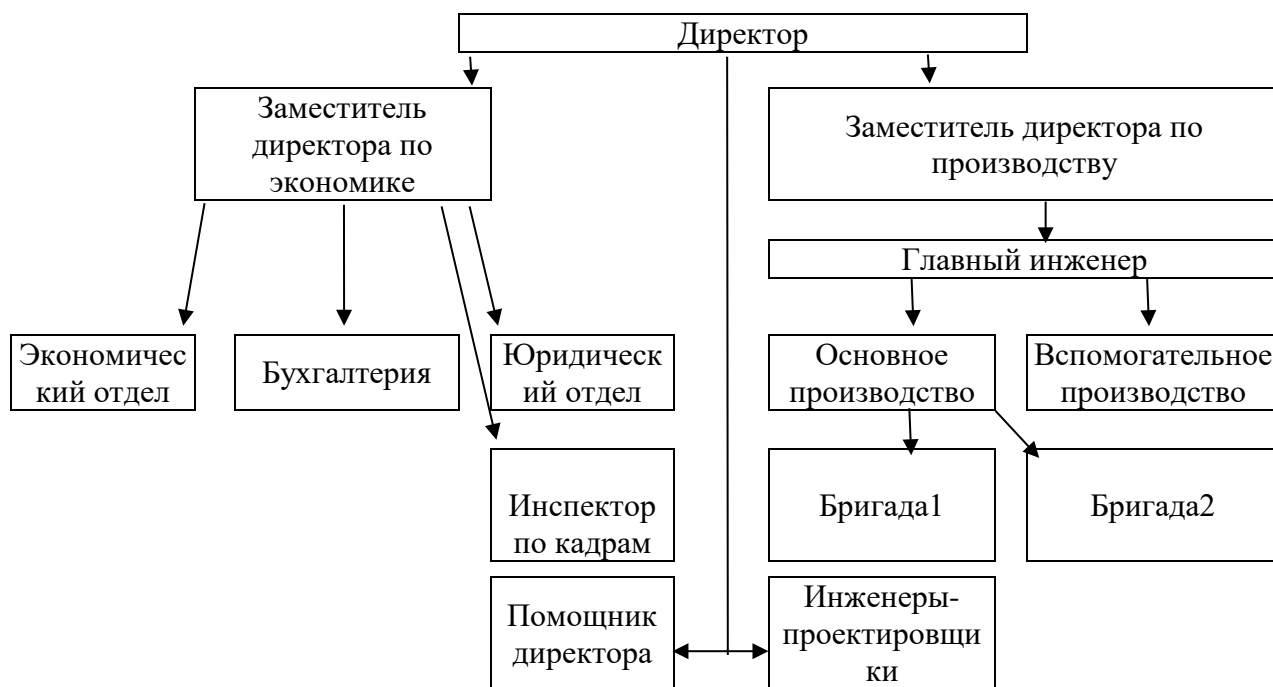 Директор
Заместитель
директора по
экономике
Заместитель директора по
производству
Главный инженер
Экономичес
кий отдел
Бухгалтерия
Юридическ
ий отдел
Основное
производство
Вспомогательное
производство
Инспектор
по кадрам
Бригада1
Бригада2
Помощник
директора
Инженеры-
проектировщи
ки